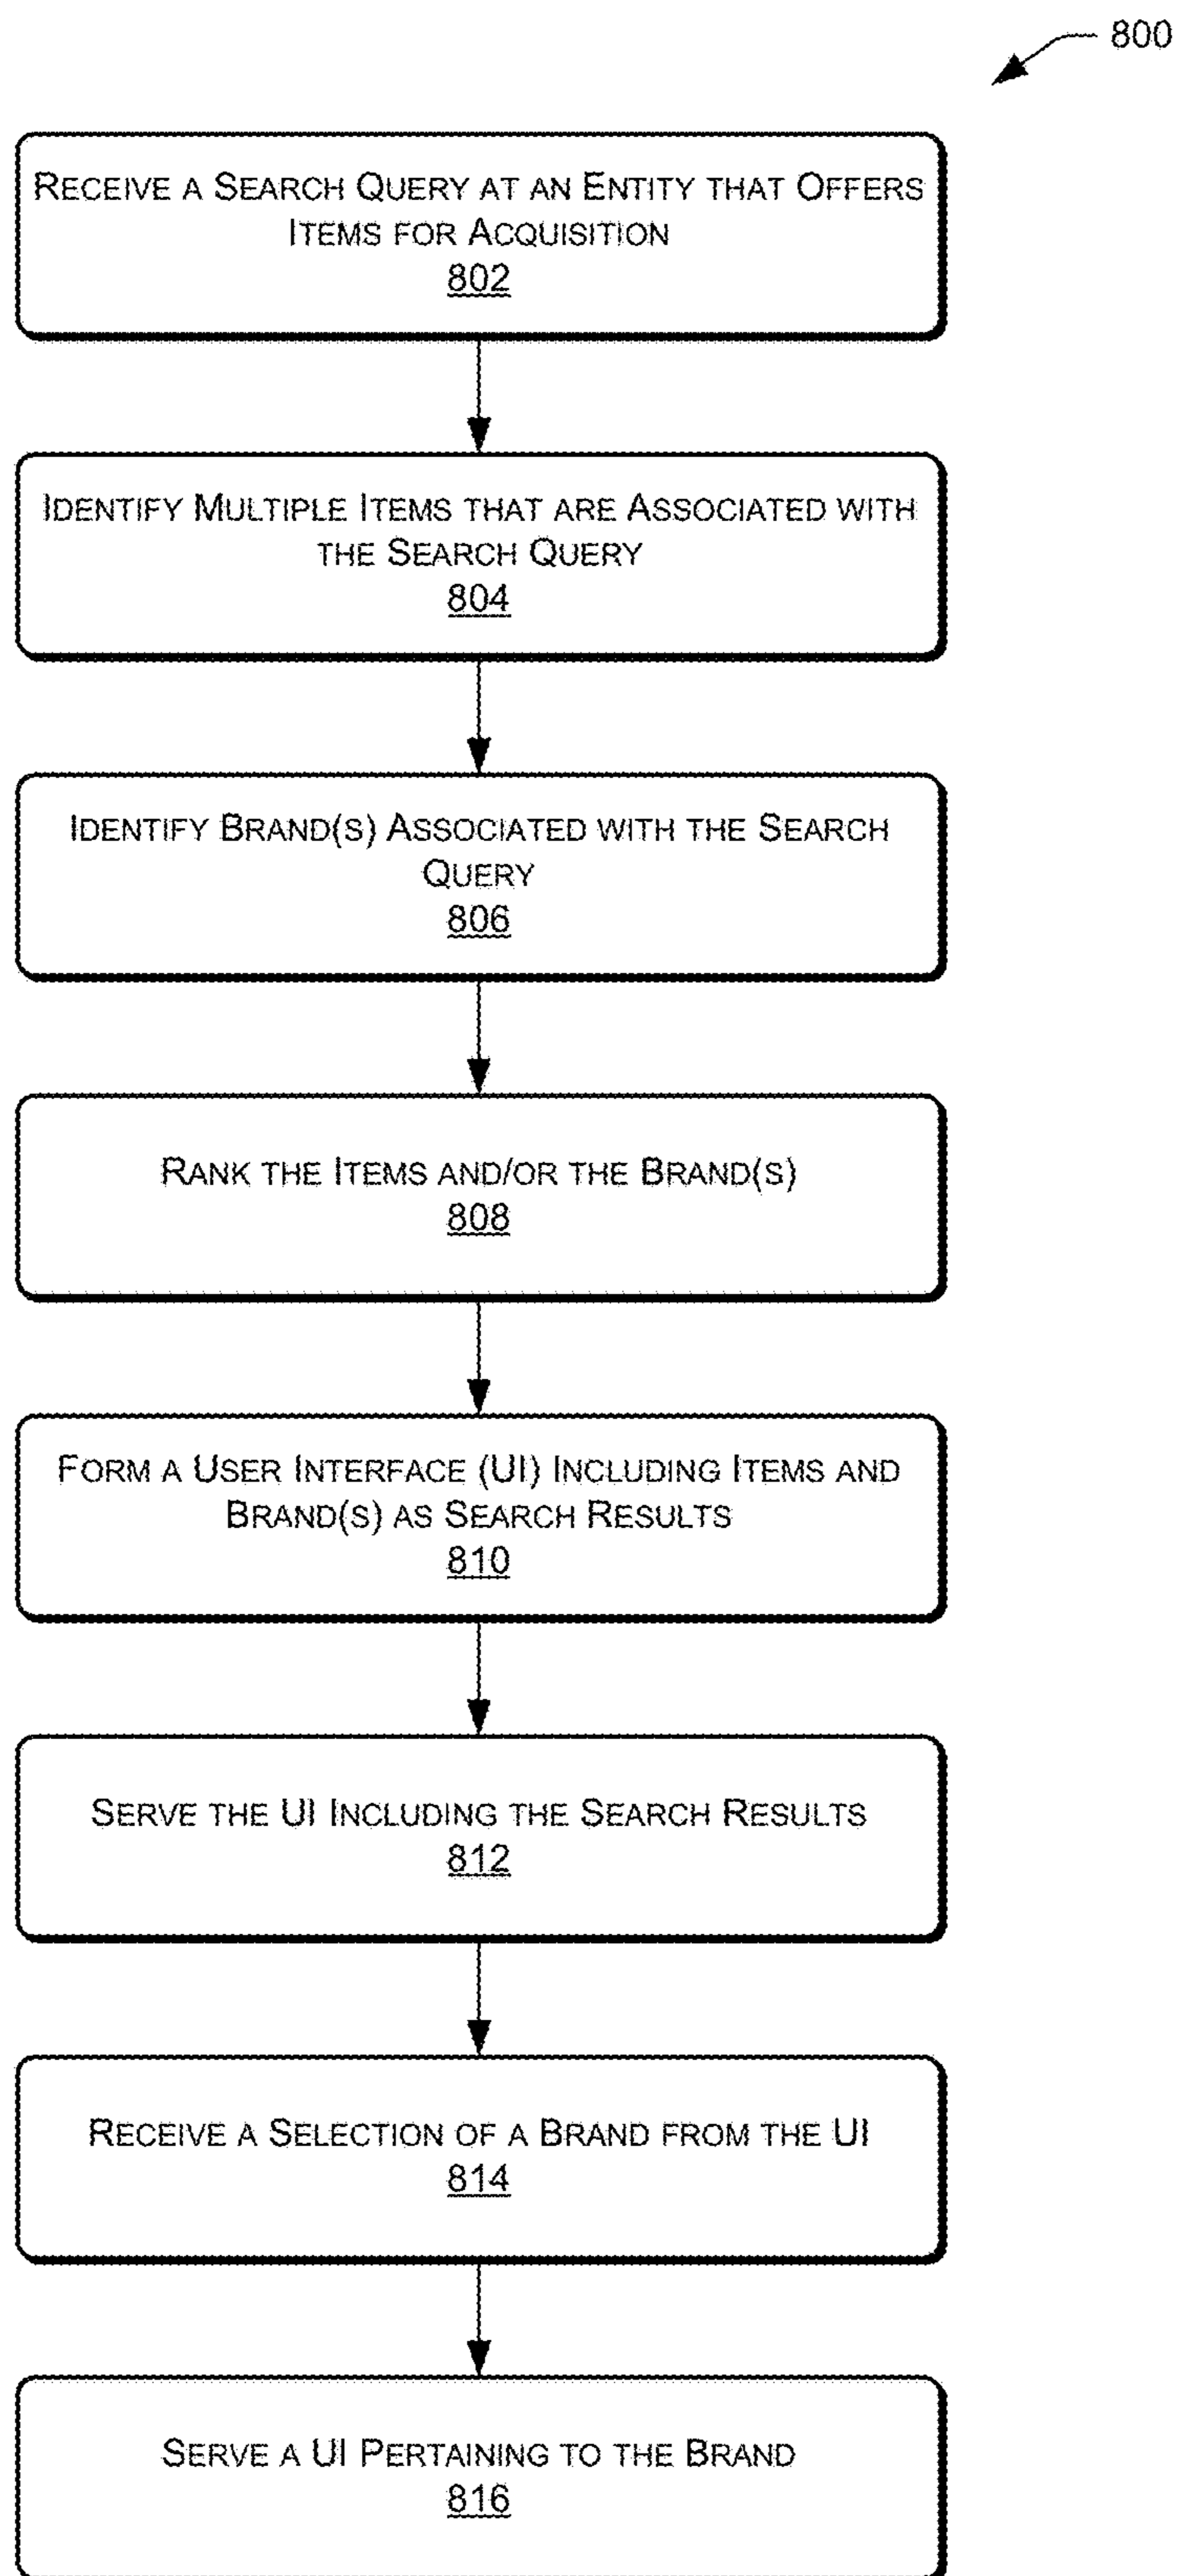 800
RECEIVE A SEARCH QUERY AT AN ENTITY THAT OFFERS
ITEMS FOR ACQUISITION
802
IDENTIFY MULTIPLE ITEMS THAT ARE ASSOCIATED WITH
THE SEARCH QUERY
804
IDENTIFY BRAND(S) ASSOCIATED WITH THE SEARCH
QUERY
806
RANK THE ITEMS AND/OR THE BRAND(S)
808
FORM A USER INTERFACE (UI) INCLUDING ITEMS AND
BRAND(S) AS SEARCH RESULTS
810
SERVE THE UI INCLUDING THE SEARCH RESULTS
812
RECEIVE A SELECTION OF A BRAND FROM THE UI
814
SERVE A UI PERTAINING TO THE BRAND
816